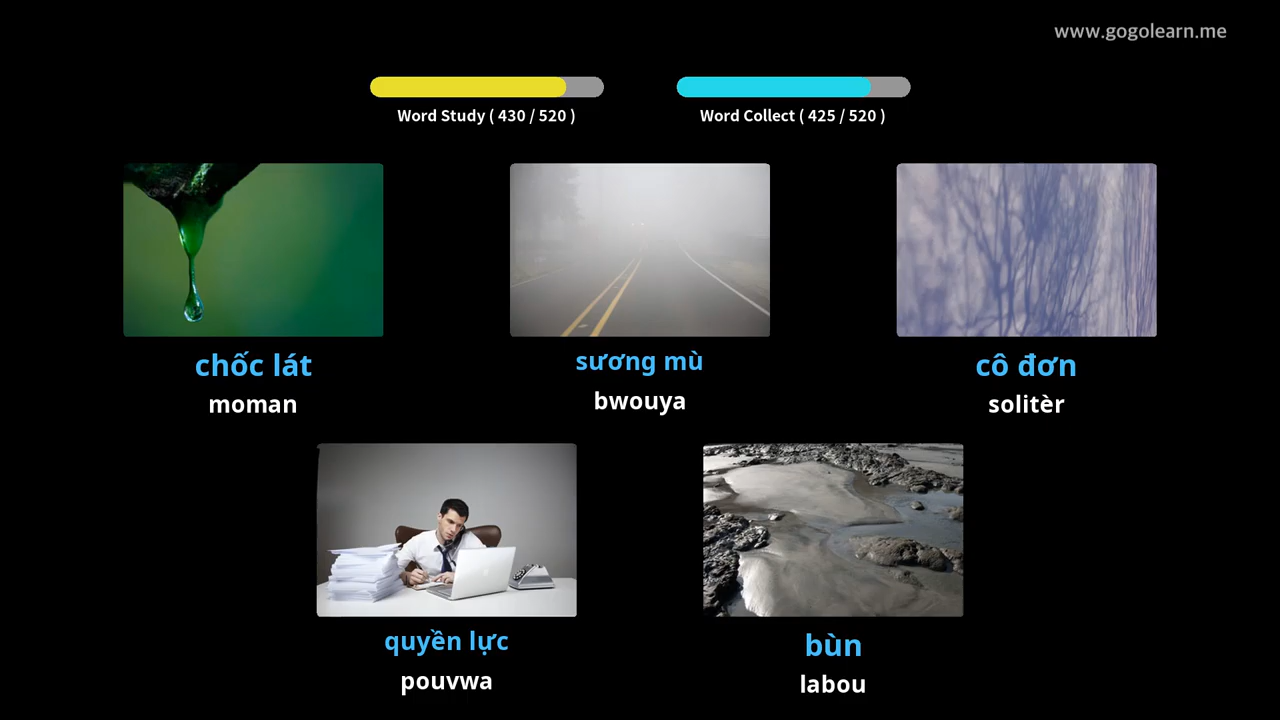 www.gogolearn.me
Word Study ( 430 / 520 )
Word Collect ( 425 / 520 )
chốc lát
moman
sương mù
bwouya
cô đơn
solitèr
quyền lực
pouvwa
bùn
labou